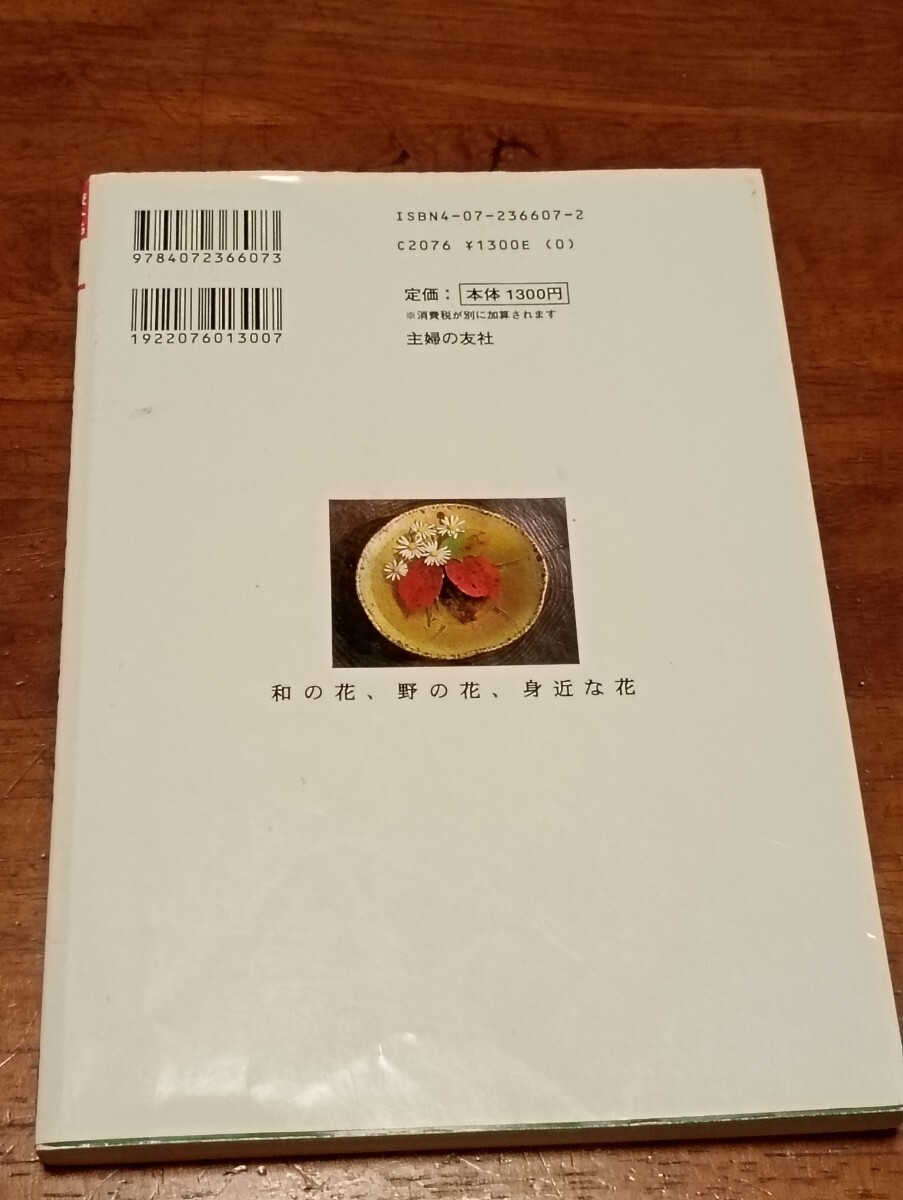 9784072366073
1922076013007
ISBN4-07-236607-2
C2076 ¥1300E (0)
定価： 本体 1300円
※消費税が別に加算されます
主婦の友社
和の花、野の花、身近な花